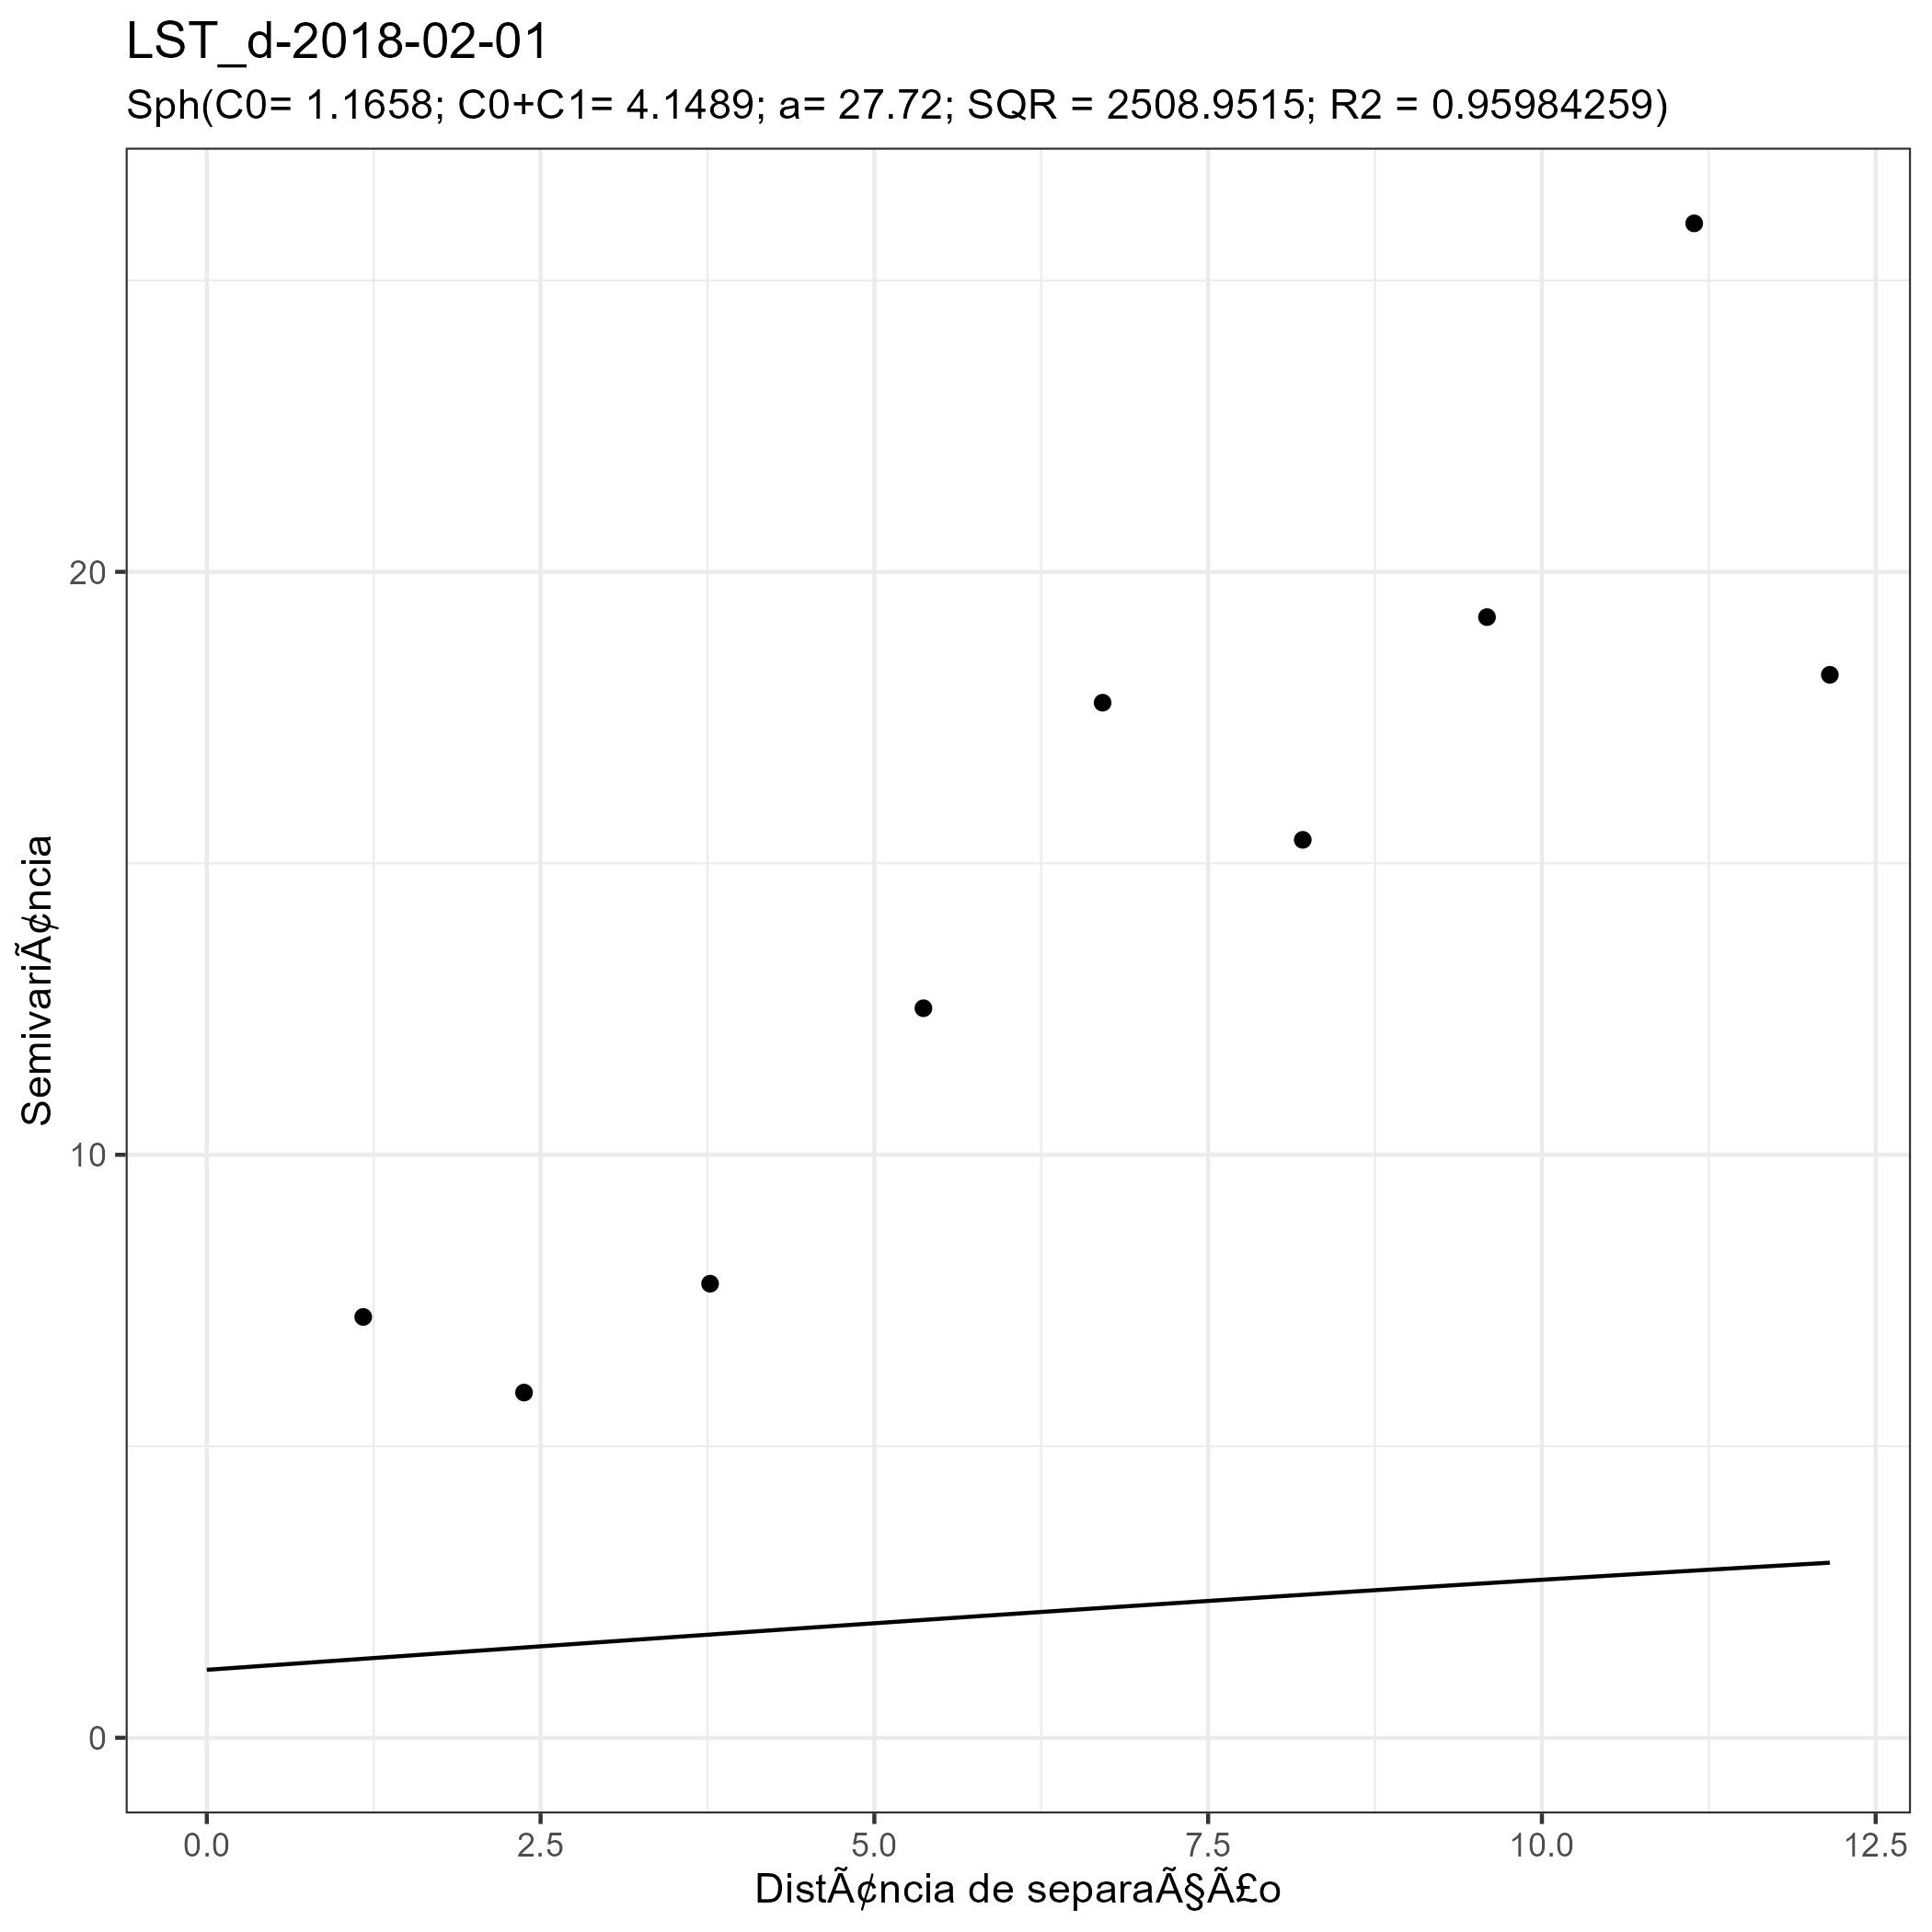 LST_d-2018-02-01
Sph(C0= 1.1658; C0+C1= 4.1489; a= 27.72; SQR = 2508.9515; R2 = 0.95984259)
SemivariÃ¢ncia
20
10
0
0.0 2.5 5.0 7.5 10.0 12.5
DistÃ¢ncia de separaÃ§Ã£o